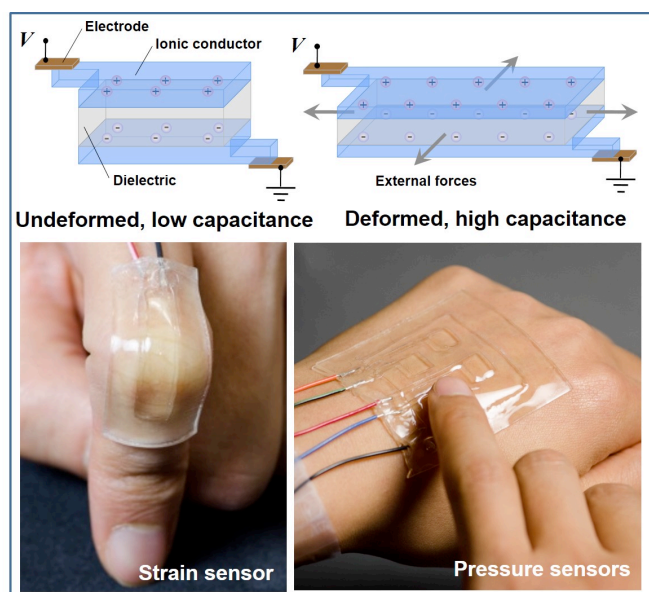 Electrode
V
Ionic conductor
V
+ + +
+ + +
- - -
- - -
+ + + + +
+ + + + +
- - - - -
Dielectric
External forces
Undeformed, low capacitance
Deformed, high capacitance
Strain sensor
Pressure sensors